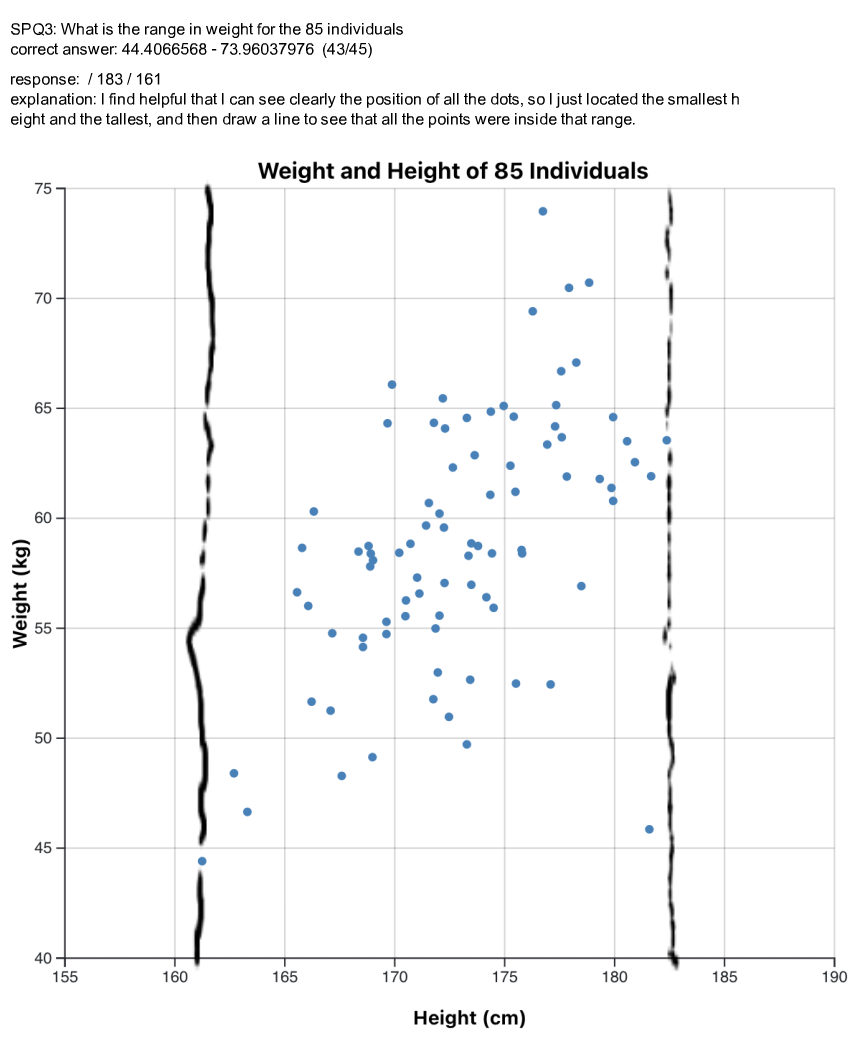 SPQ3: What is the range in weight for the 85 individuals
correct answer: 44.4066568 - 73.96037976  (43/45)
response:  / 183 / 161
explanation: I find helpful that I can see clearly the position of all the dots, so I just located the smallest h
eight and the tallest, and then draw a line to see that all the points were inside that range.
Weight and Height of 85 Individuals
75
70
65
60
55
50
45
40
Weight (kg)
155 160 165 170 175 180 185 190
Height (cm)